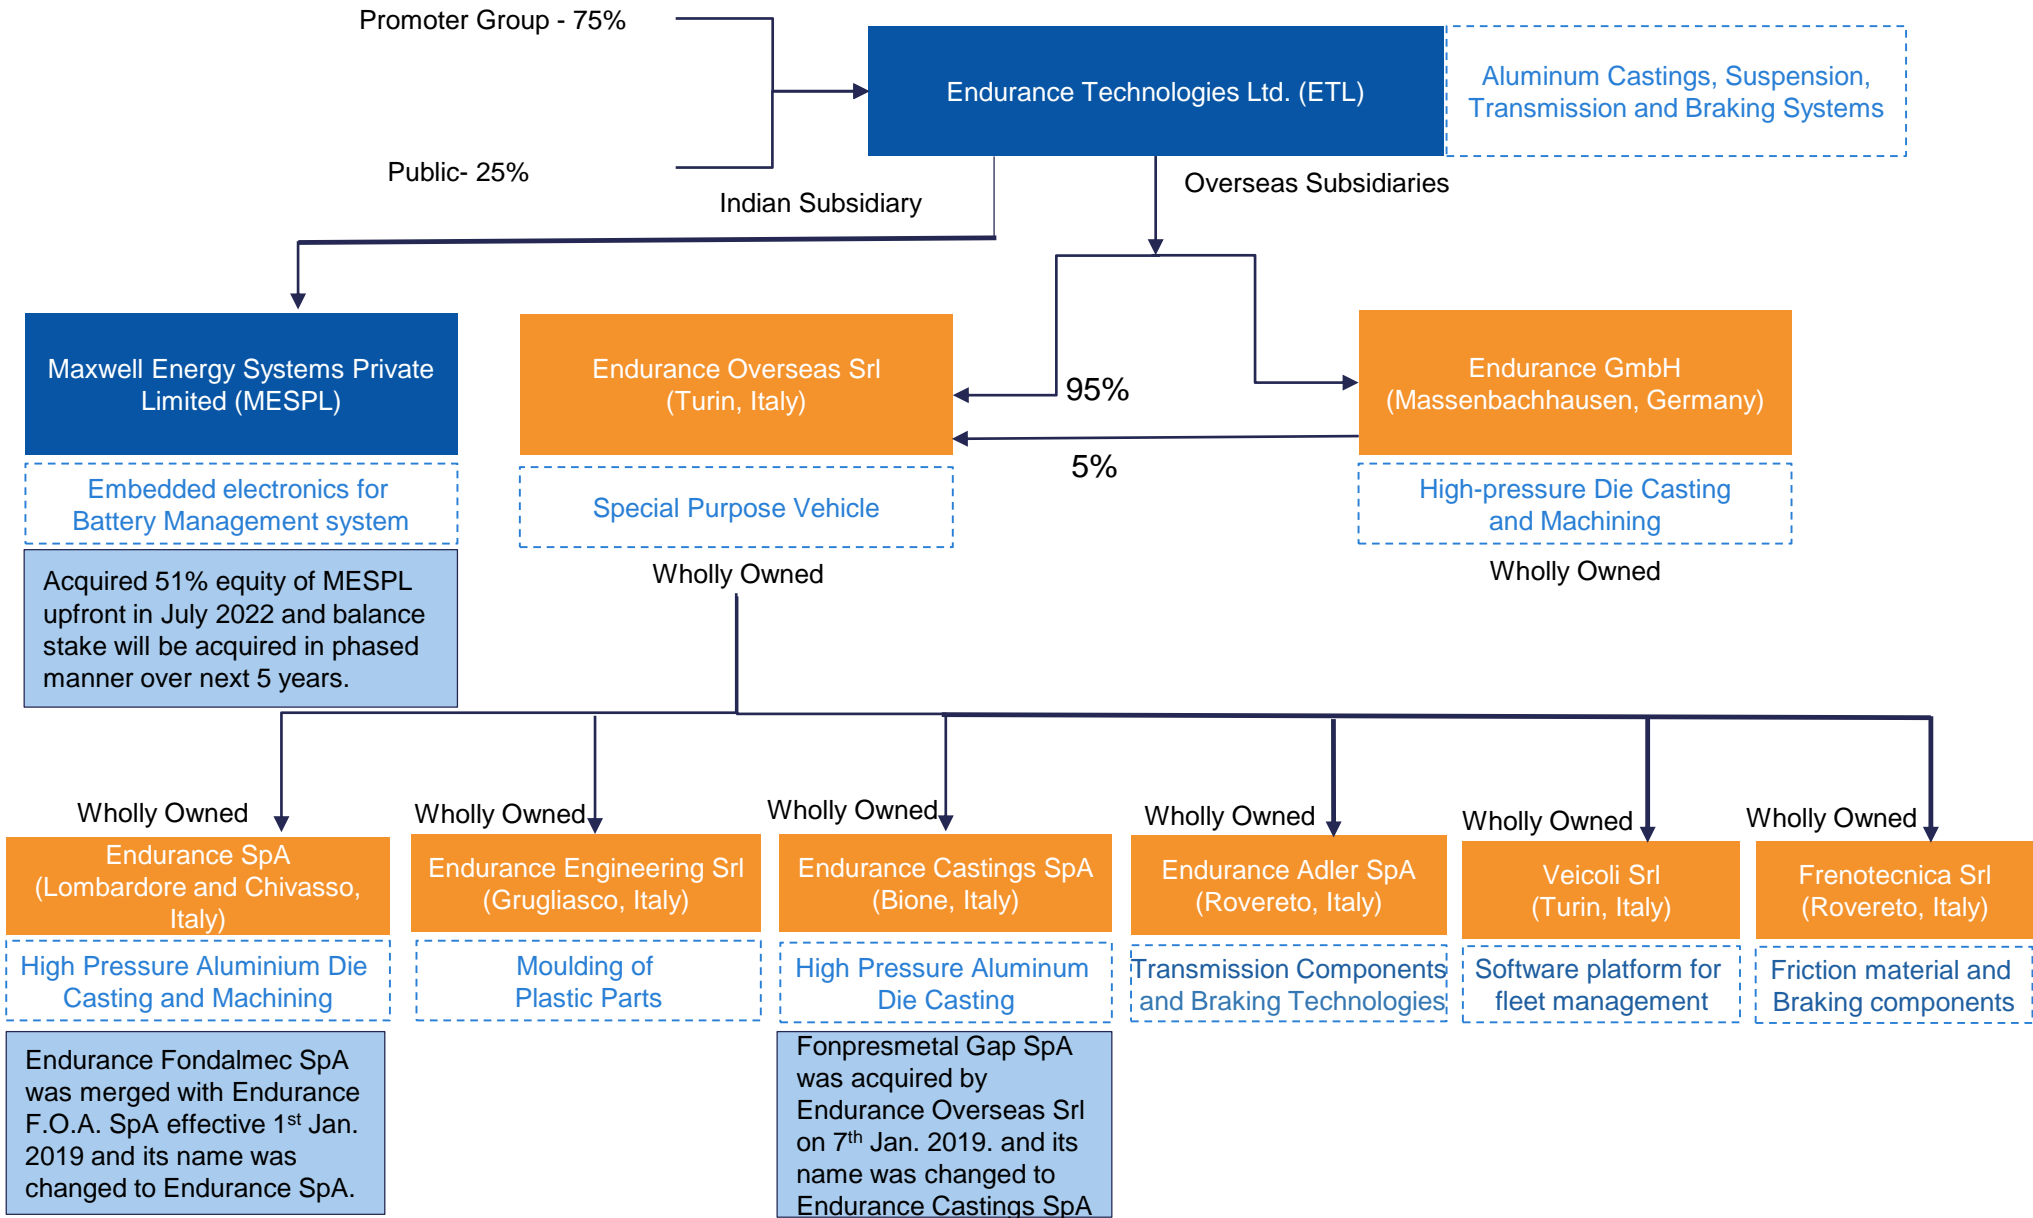 Promoter Group - 75%
Endurance Technologies Ltd. (ETL)
Aluminum Castings, Suspension,
Transmission and Braking Systems
Public- 25%
Indian Subsidiary
Overseas Subsidiaries
Maxwell Energy Systems Private
Limited (MESPL)
Endurance Overseas Srl
(Turin, Italy)
95%
5%
Endurance GmbH
(Massenbachhausen, Germany)
Embedded electronics for
Battery Management system
Special Purpose Vehicle
High-pressure Die Casting
and Machining
Acquired 51% equity of MESPL
upfront in July 2022 and balance
stake will be acquired in phased
manner over next 5 years.
Wholly Owned
Wholly Owned
Wholly Owned
Wholly Owned
Wholly Owned
Wholly Owned
Wholly Owned
Wholly Owned
Endurance SpA
(Lombardore and Chivasso,
Italy)
Endurance Engineering Srl
(Grugliasco, Italy)
Endurance Castings SpA
(Bione, Italy)
Endurance Adler SpA
(Rovereto, Italy)
Veicoli Srl
(Turin, Italy)
Frenotecnica Srl
(Rovereto, Italy)
High Pressure Aluminium Die
Casting and Machining
Moulding of
Plastic Parts
High Pressure Aluminum
Die Casting
Transmission Components
and Braking Technologies
Software platform for
fleet management
Friction material and
Braking components
Endurance Fondalmec SpA
was merged with Endurance
F.O.A. SpA effective 1st Jan.
2019 and its name was
changed to Endurance SpA.
Fonpresmetal Gap SpA
was acquired by
Endurance Overseas Srl
on 7th Jan. 2019. and its
name was changed to
Endurance Castings SpA